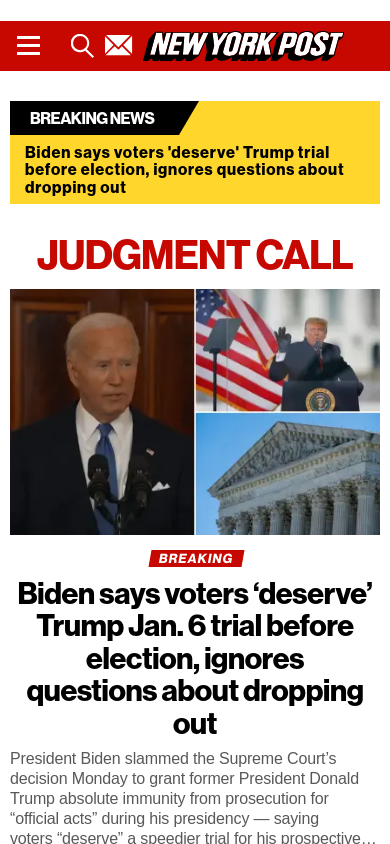 NEW YORK POST
BREAKING NEWS
Biden says voters 'deserve' Trump trial
before election, ignores questions about
dropping out
JUDGMENT CALL
BREAKING
Biden says voters ‘deserve’
Trump Jan. 6 trial before
election, ignores
questions about dropping
out
President Biden slammed the Supreme Court’s
decision Monday to grant former President Donald
Trump absolute immunity from prosecution for
“official acts” during his presidency — saying
voters “deserve” a speedier trial for his prospective…